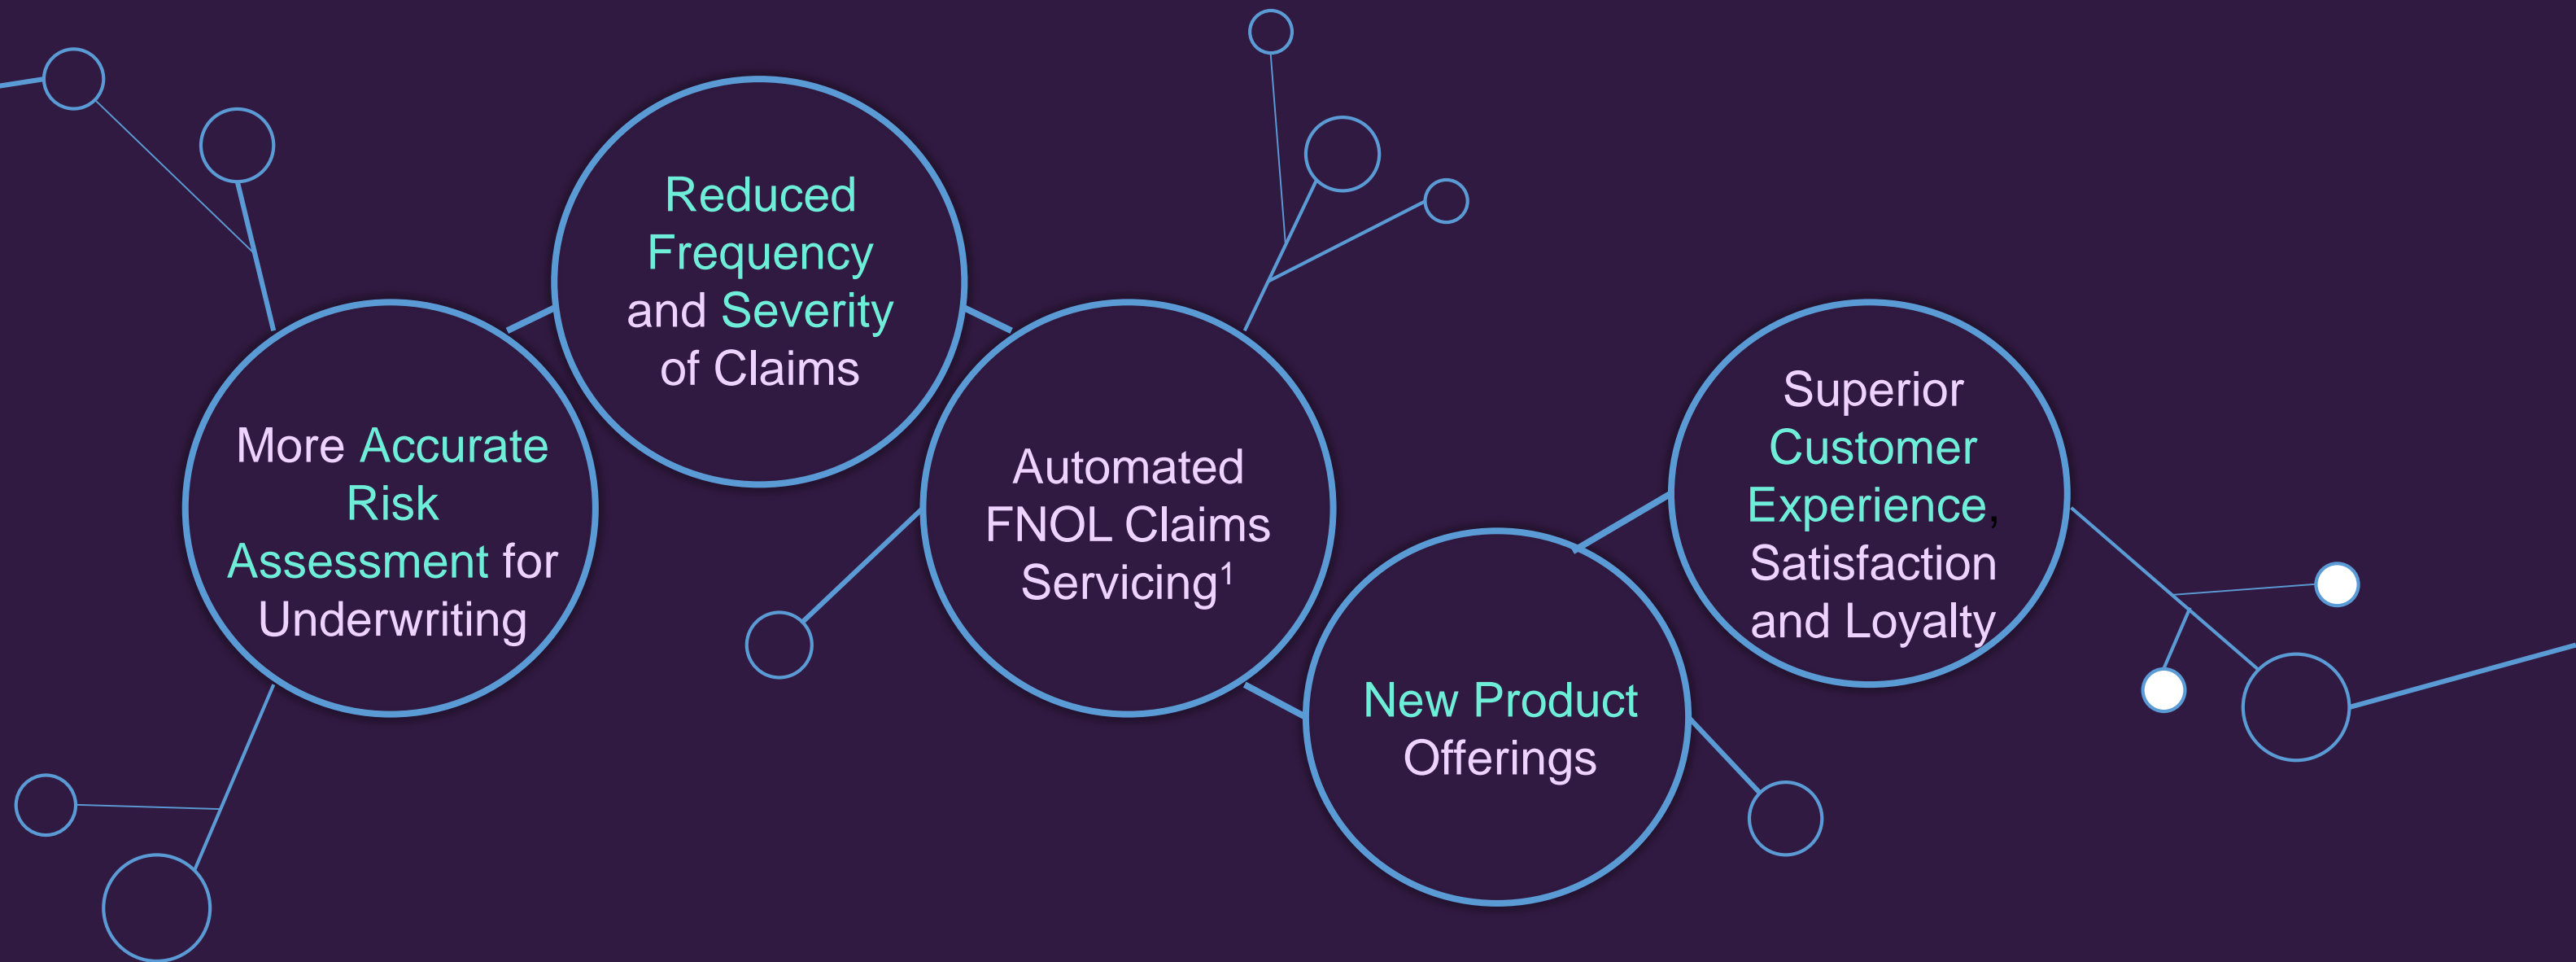 More Accurate
Risk
Assessment for
Underwriting
Reduced
Frequency
and Severity
of Claims
Automated
FNOL Claims
Servicing¹
New Product
Offerings
Superior
Customer
Experience,
Satisfaction
and Loyalty